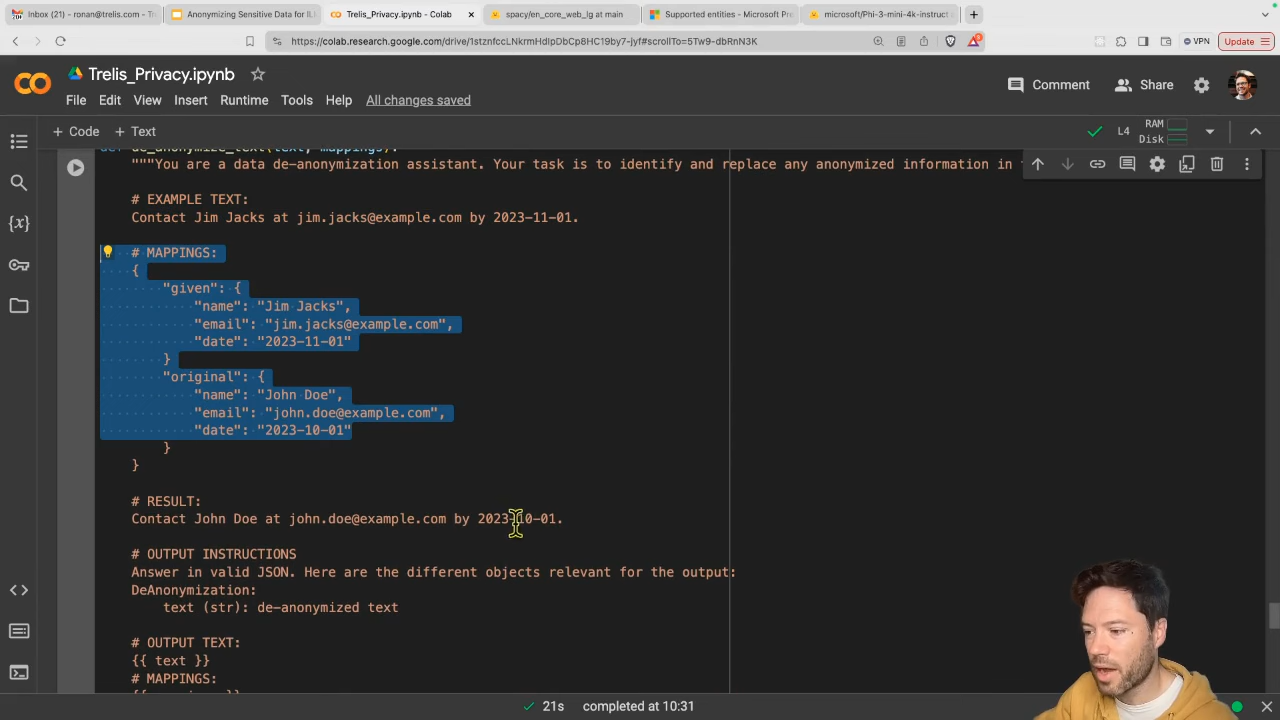 Inbox (31) - ronan@trelis.com
Anonymizing Sensitive Data for LLM
Trelis_Privacy.ipynb - Colab
spacy/en_core_web_lg at main
Supported entities - Microsoft Pre
microsoft/Phi-3-mini-4k-instruct
https://colab.research.google.com/drive/1stznfccLNkrmHdlpDbCp8HC19by7-jyf#scrollTo=5Tw9-dbRnN3K
VPN
Update
Trelis_Privacy.ipynb
Comment
Share
File Edit View Insert Runtime Tools Help All changes saved
+ Code + Text
L4
RAM
Disk
def de_anonymize_text(text, mappings):
"""You are a data de-anonymization assistant. Your task is to identify and replace any anonymized information in
# EXAMPLE TEXT:
Contact Jim Jacks at jim.jacks@example.com by 2023-11-01.
# MAPPINGS:
{
"given": {
"name": "Jim Jacks",
"email": "jim.jacks@example.com",
"date": "2023-11-01"
}
"original": {
"name": "John Doe",
"email": "john.doe@example.com",
"date": "2023-10-01"
}
}
# RESULT:
Contact John Doe at john.doe@example.com by 2023-10-01.
# OUTPUT INSTRUCTIONS
Answer in valid JSON. Here are the different objects relevant for the output:
DeAnonymization:
text (str): de-anonymized text
# OUTPUT TEXT:
{{ text }}
# MAPPINGS:
21s completed at 10:31